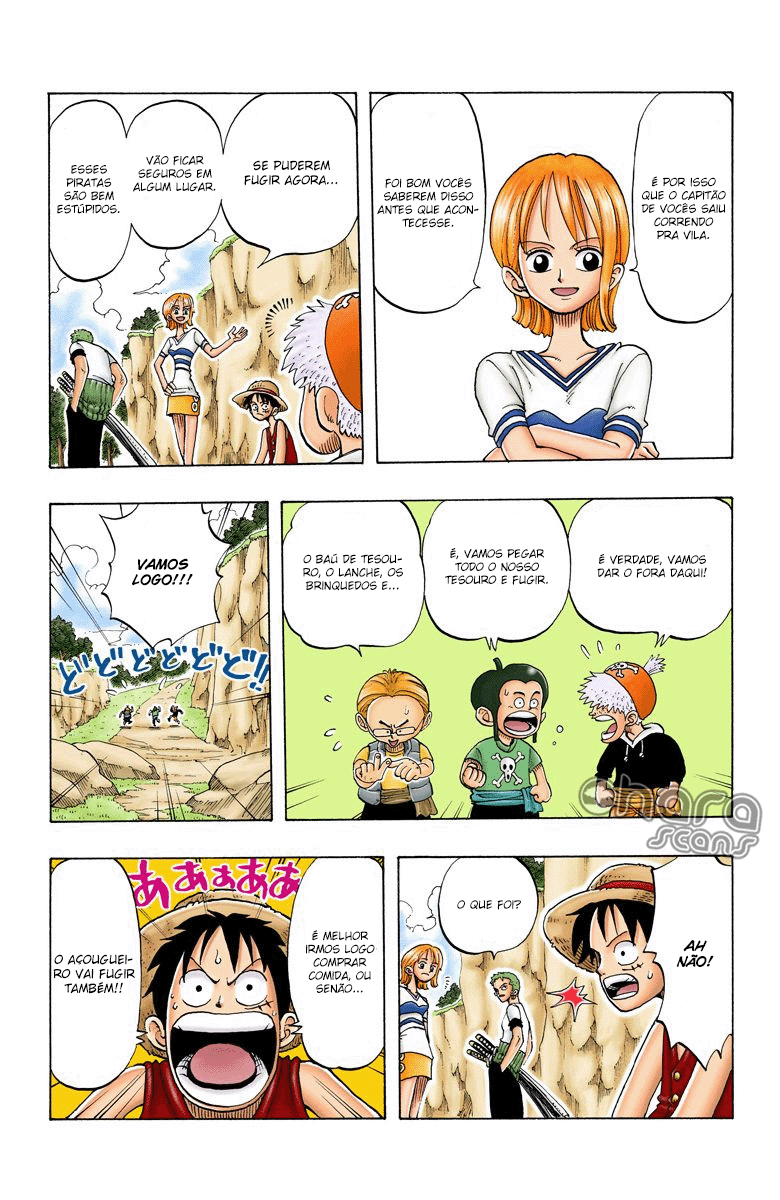 É POR ISSO
QUE O CAPITÃO
DE VOCÊS SAIU
CORRENDO
PRA VILA.
FOI BOM VOCÊS
SABEREM DISSO
ANTES QUE ACON-
TECESSE.
SE PUDEREM
FUGIR AGORA...
VÃO FICAR
SEGUROS EM
ALGUM LUGAR.
ESSES
PIRATAS
SÃO BEM
ESTÚPIDOS.
É VERDADE, VAMOS
DAR O FORA DAQUI!
É, VAMOS PEGAR
TODO O NOSSO
TESOURO E FUGIR.
O BAÚ DE TESOU-
RO, O LANCHE, OS
BRINQUEDOS E...
VAMOS
LOGO!!!
どどどどどど!!
AH
NÃO!
O QUE FOI?
ああぁああ
É MELHOR
IRMOS LOGO
COMPRAR
COMIDA, OU
SENÃO...
O AÇOUGUEI-
RO VAI FUGIR
TAMBÉM!!
Ohara
scans